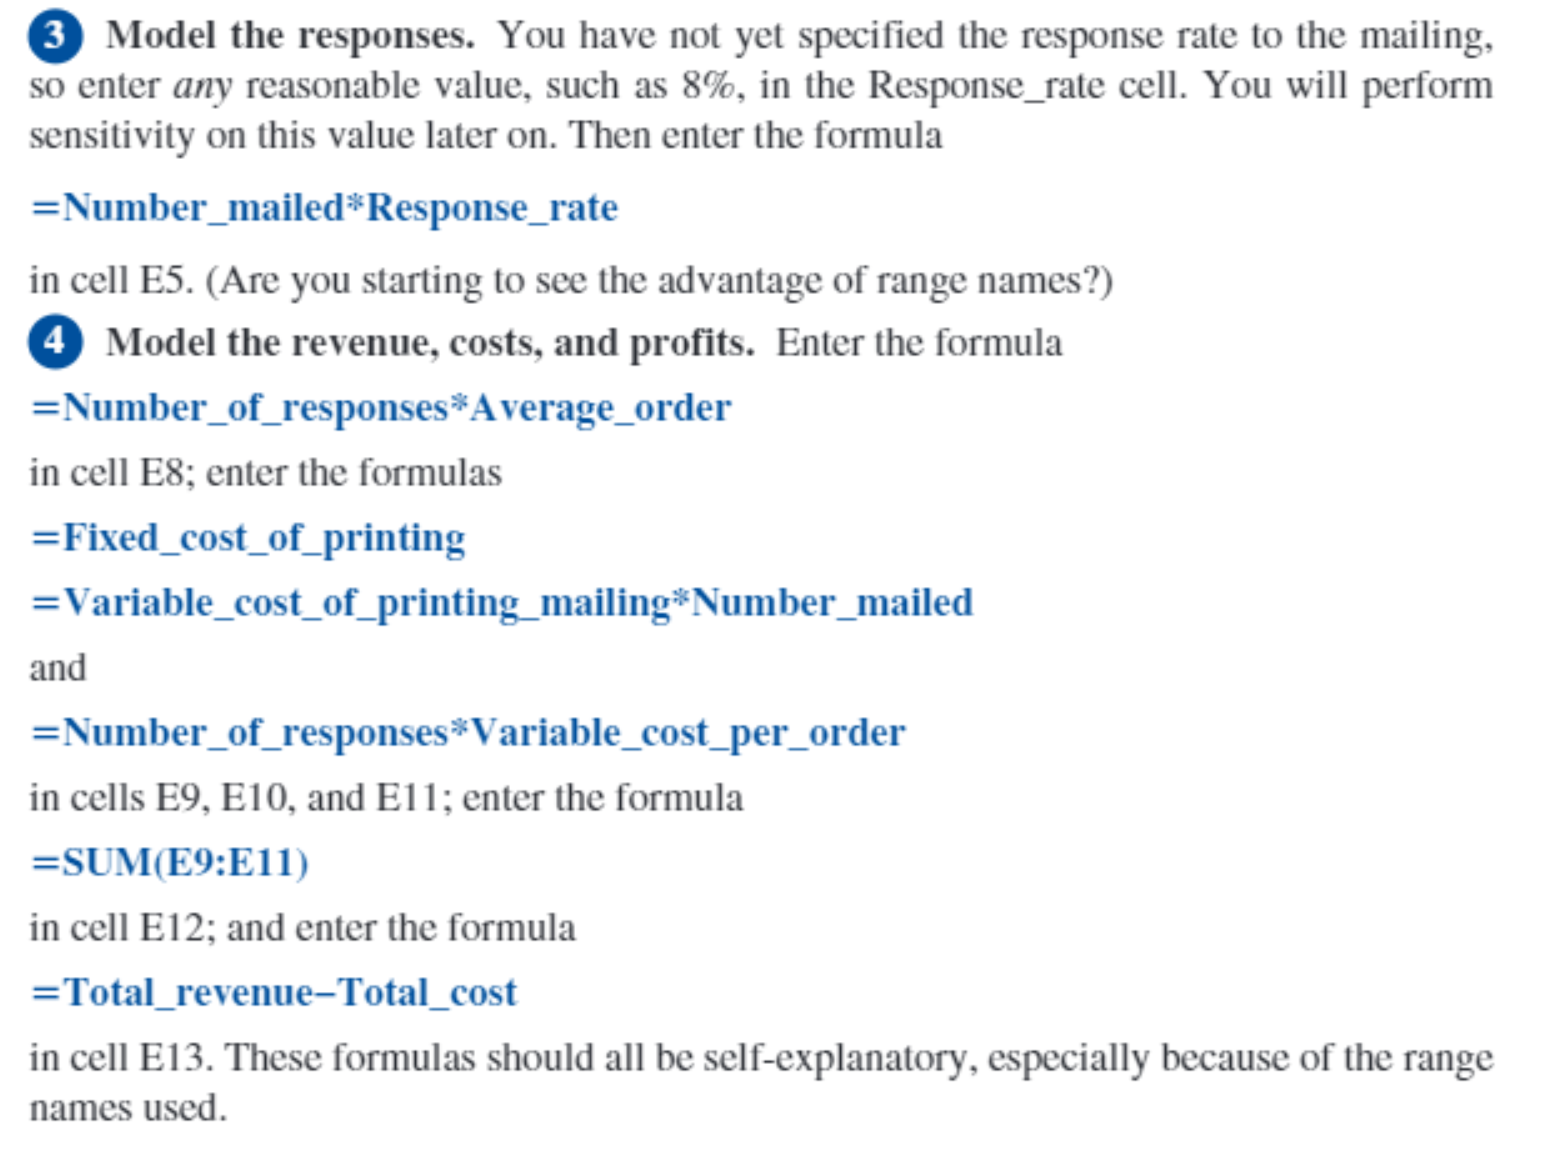 3 Model the responses. You have not yet specified the response rate to the mailing,
so enter any reasonable value, such as 8%, in the Response_rate cell. You will perform
sensitivity on this value later on. Then enter the formula
=Number_mailed*Response_rate
in cell E5. (Are you starting to see the advantage of range names?)
4 Model the revenue, costs, and profits. Enter the formula
=Number_of_responses*Average_order
in cell E8; enter the formulas
=Fixed_cost_of_printing
=Variable_cost_of_printing_mailing*Number_mailed
and
=Number_of_responses*Variable_cost_per_order
in cells E9, E10, and E11; enter the formula
=SUM(E9:E11)
in cell E12; and enter the formula
=Total_revenue–Total_cost
in cell E13. These formulas should all be self-explanatory, especially because of the range
names used.